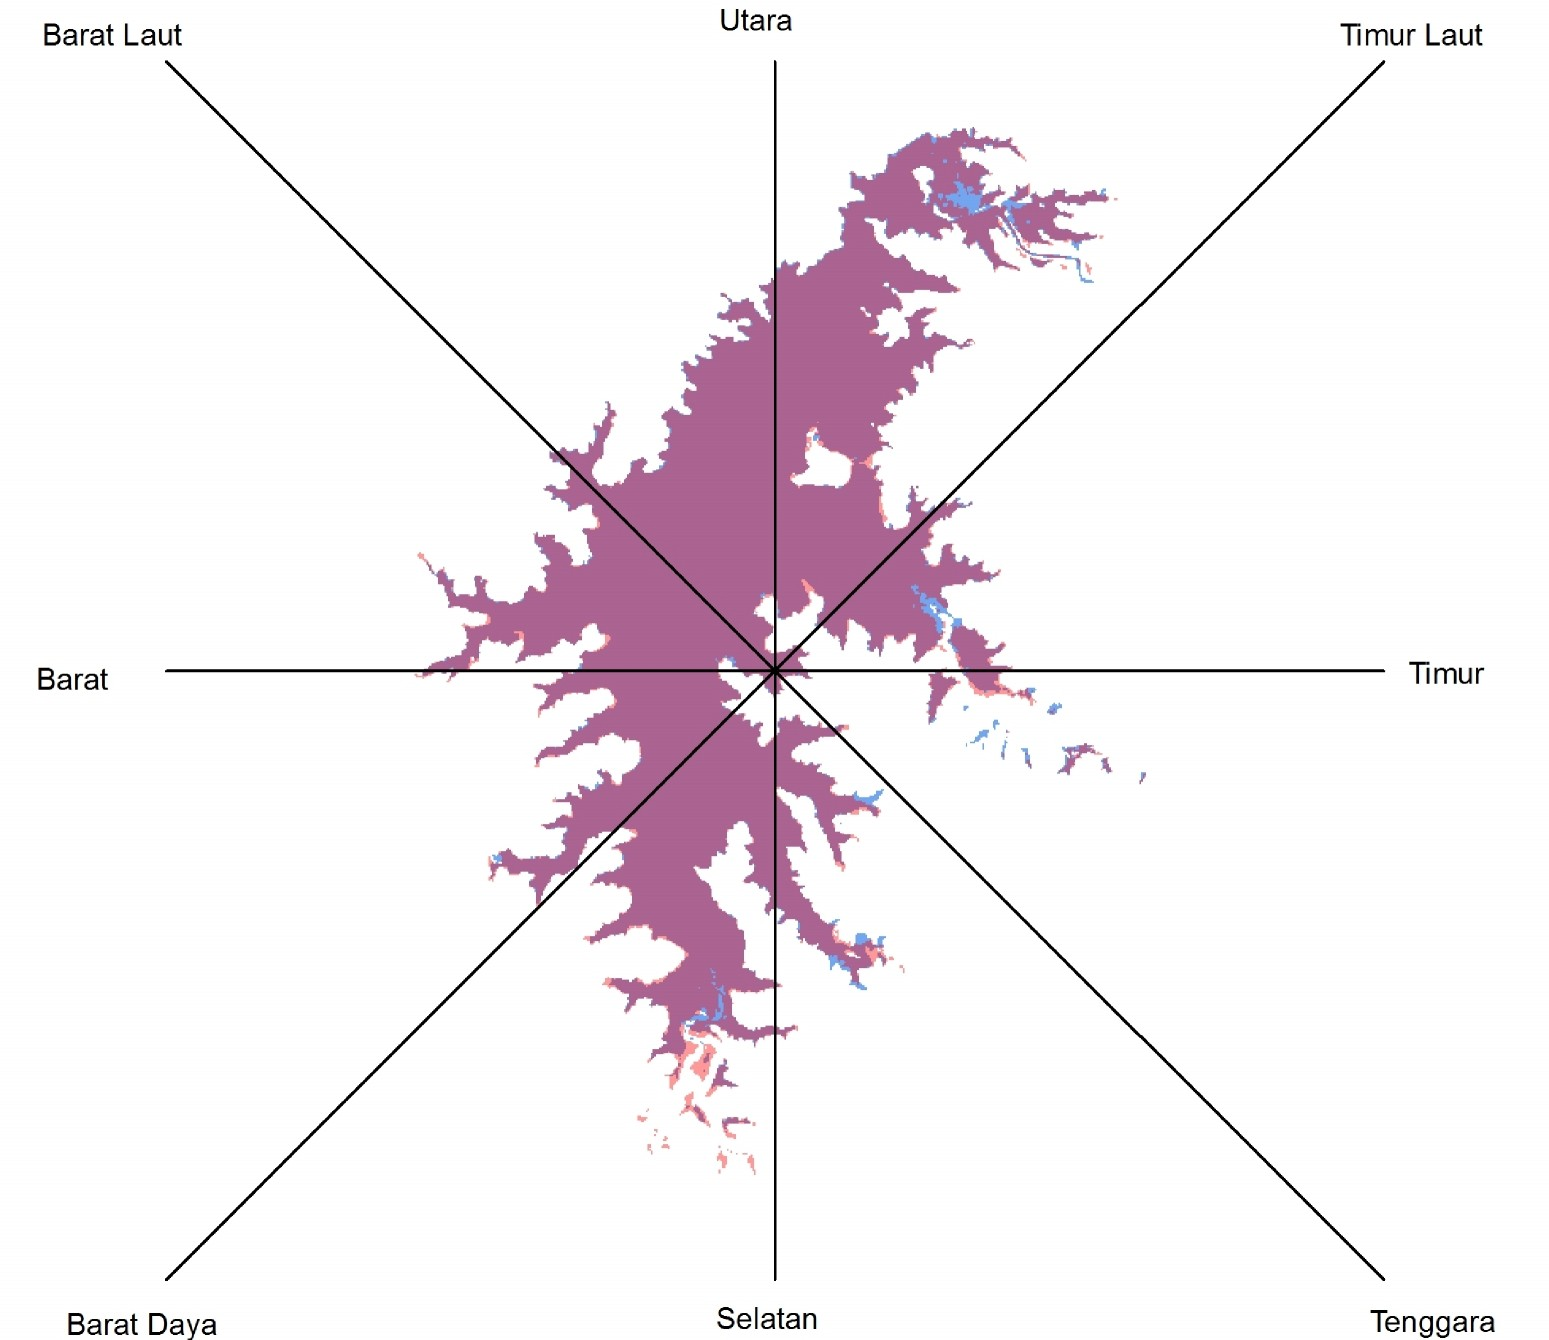 Utara
Barat Laut
Timur Laut
Barat
Timur
Barat Daya
Selatan
Tenggara